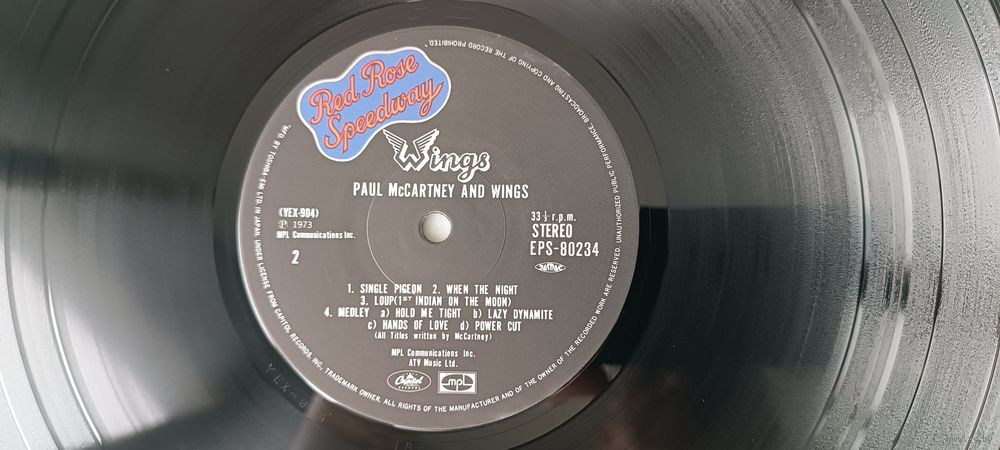 Red Rose
Speedway
Wings
PAUL McCARTNEY AND WINGS
(YEX-904)
Ⓟ 1973
MPL Communications Inc.
2
33 ⅓ r.p.m.
STEREO
EPS-80234
JASRAC
1. SINGLE PIGEON 2. WHEN THE NIGHT
3. LOUP(1ST INDIAN ON THE MOON)
4. MEDLEY a) HOLD ME TIGHT b) LAZY DYNAMITE
c) HANDS OF LOVE d) POWER CUT
(All Titles written by McCartney)
MPL Communications Inc.
ATV Music Ltd.
Capitol
RECORDS
MPL
"MFD. BY TOSHIBA-EMI LTD. IN JAPAN, UNDER LICENSE FROM CAPITOL RECORDS, INC., TRADEMARK OWNER. ALL RIGHTS OF THE MANUFACTURER AND OF THE OWNER OF THE RECORDED WORK ARE RESERVED. UNAUTHORIZED PUBLIC PERFORMANCE, BROADCASTING AND COPYING OF THE RECORD PROHIBITED.